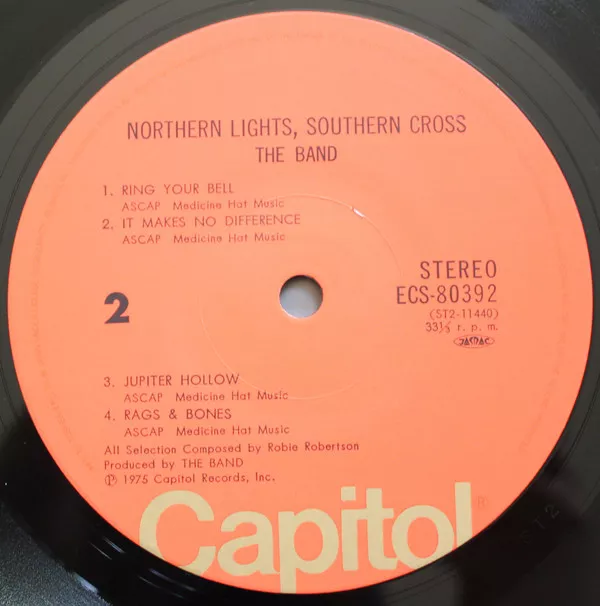 NORTHERN LIGHTS, SOUTHERN CROSS
THE BAND
1. RING YOUR BELL
ASCAP Medicine Hat Music
2. IT MAKES NO DIFFERENCE
ASCAP Medicine Hat Music
2
STEREO
ECS-80392
(ST2-11440)
33⅓ r. p. m.
JASRAC
3. JUPITER HOLLOW
ASCAP Medicine Hat Music
4. RAGS & BONES
ASCAP Medicine Hat Music
All Selection Composed by Robie Robertson
Produced by THE BAND
℗ 1975 Capitol Records, Inc.
Capitol®